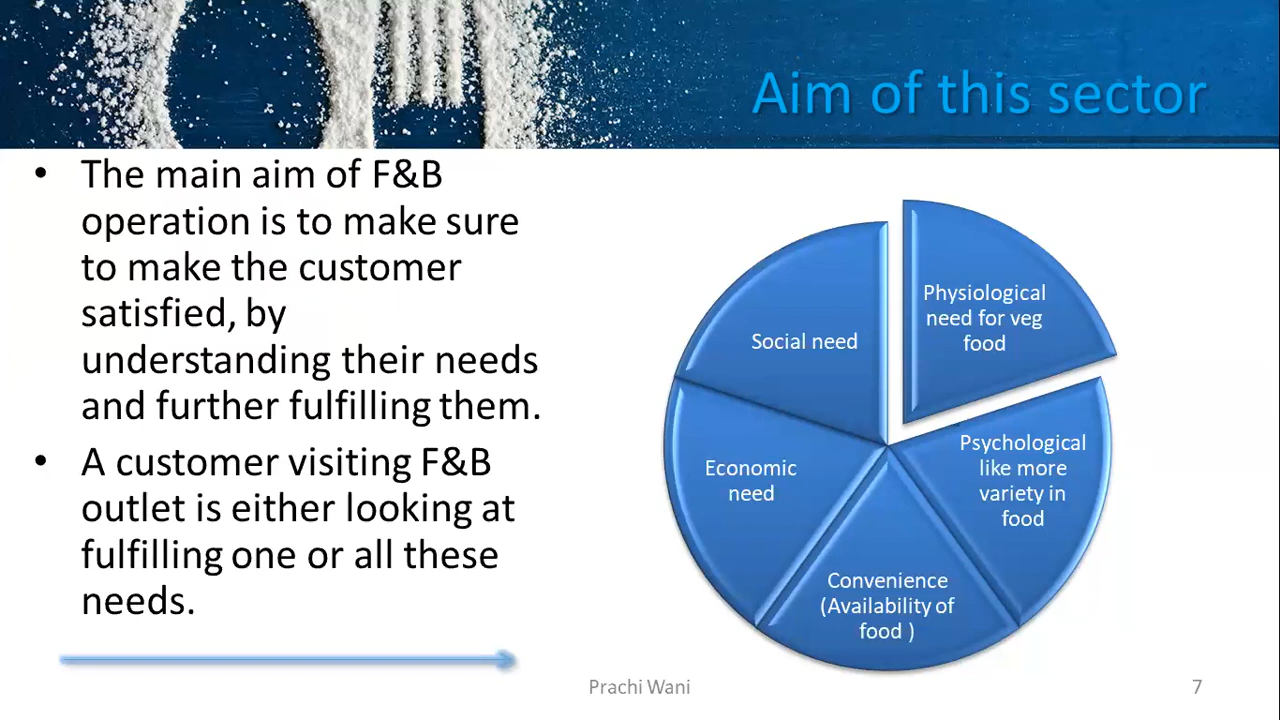 Aim of this sector
• The main aim of F&B
operation is to make sure
to make the customer
satisfied, by
understanding their needs
and further fulfilling them.
• A customer visiting F&B
outlet is either looking at
fulfilling one or all these
needs.
Physiological
need for veg
food
Psychological
like more
variety in
food
Convenience
(Availability of
food )
Economic
need
Social need
Prachi Wani
7